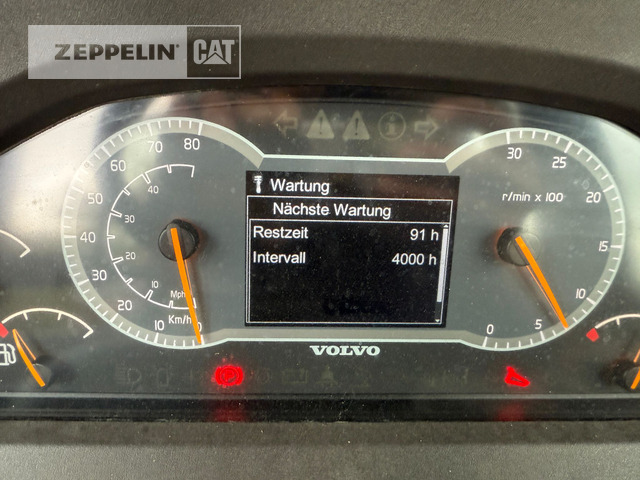 ZEPPELIN CAT
Wartung
Nächste Wartung
Restzeit 91 h
Intervall 4000 h
80
70
60
50
40
30
20
10
0
Km/h
40
30
20
10
Mph
r/min x 100
30
25
20
15
10
5
0
VOLVO